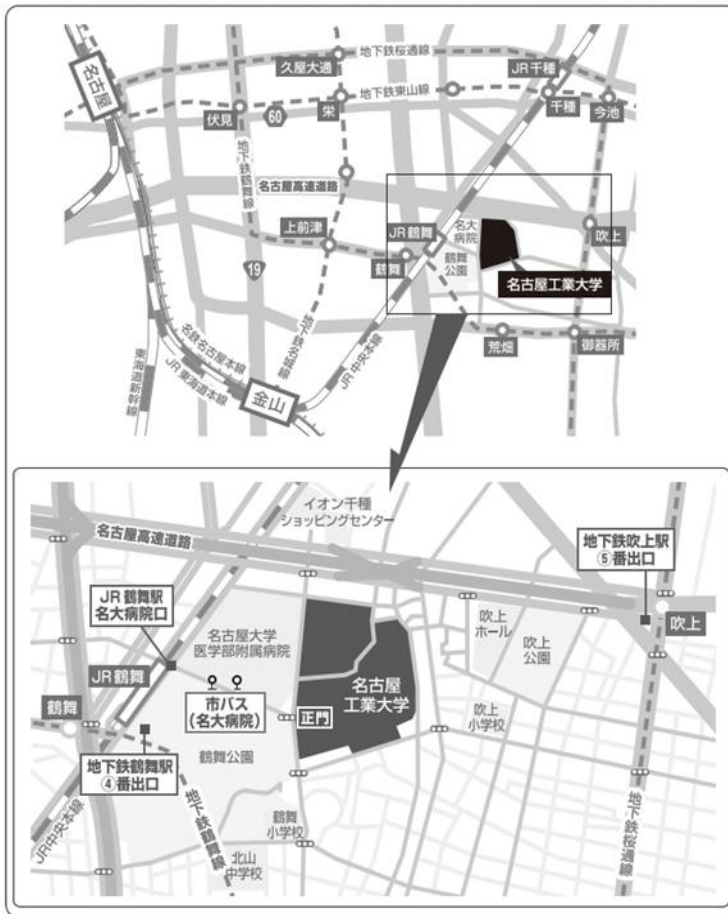 地下鉄桜通線
久屋大通
JR千種
名古屋
地下鉄東山線
伏見
60
栄
千種
今池
地下鉄鶴舞線
名古屋高速道路
上前津
JR鶴舞
名大
病院
吹上
鶴舞
鶴舞
公園
19
名古屋工業大学
荒畑
御器所
名鉄名古屋本線
地下鉄名城線
JR中央本線
東海道新幹線
JR東海道本線
金山
イオン千種
ショッピングセンター
名古屋高速道路
地下鉄吹上駅
⑤番出口
JR鶴舞駅
名大病院口
名古屋大学
医学部附属病院
吹上
ホール
吹上
公園
吹上
JR鶴舞
名古屋
工業大学
鶴舞
市バス
(名大病院)
正門
吹上
小学校
地下鉄鶴舞駅
④番出口
鶴舞公園
地下鉄桜通線
JR中央本線
地下鉄鶴舞線
鶴舞
小学校
北山
中学校